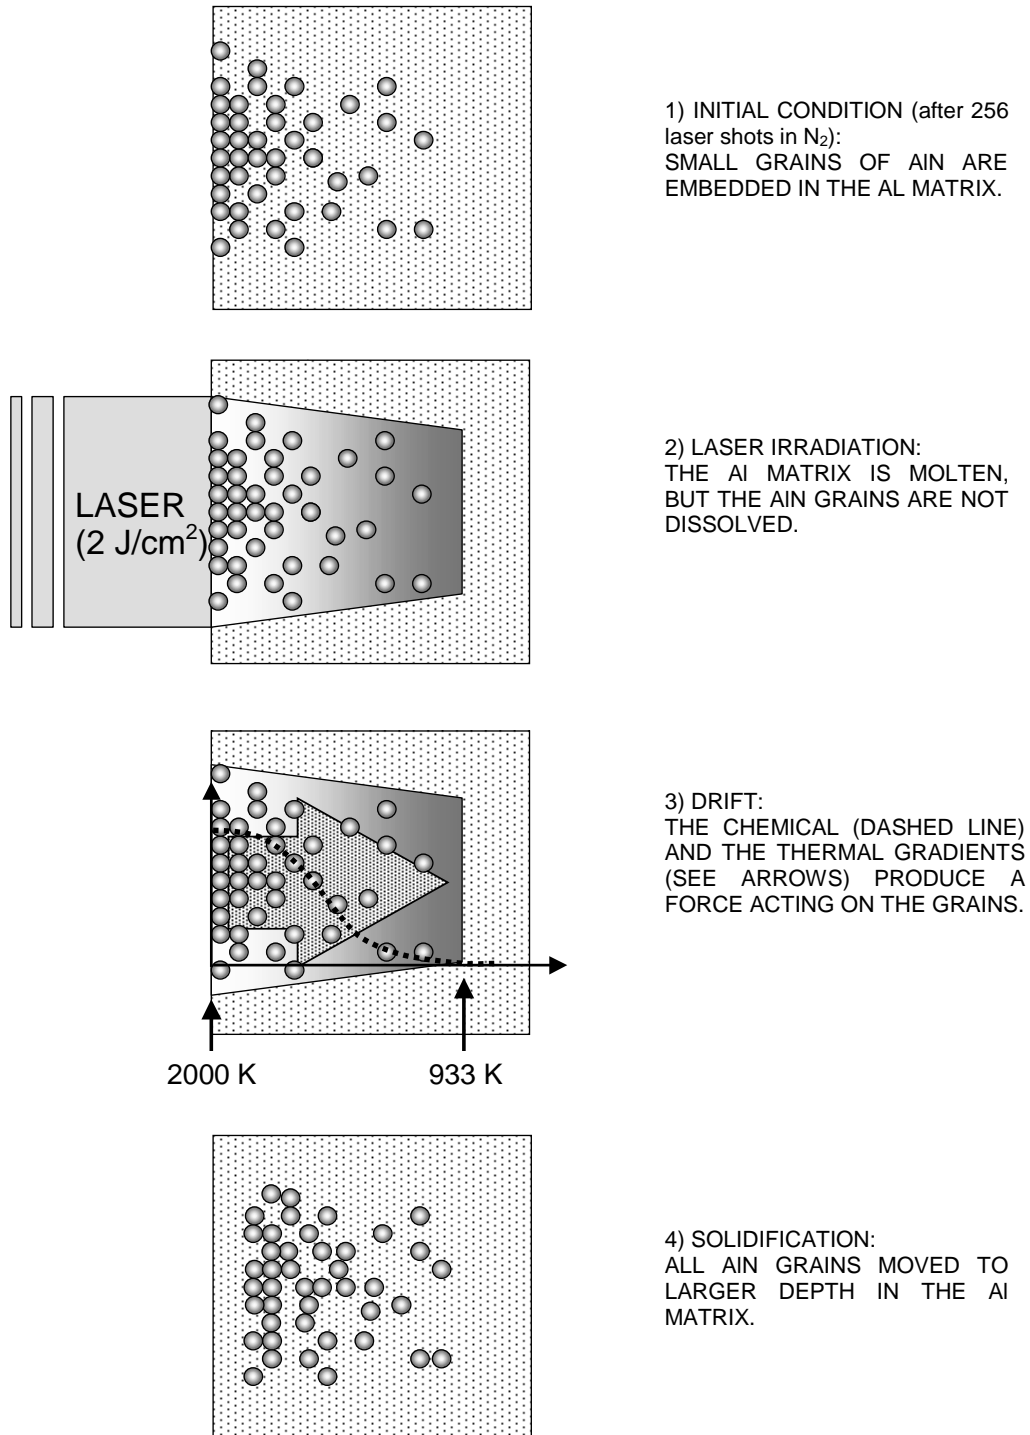 1) INITIAL CONDITION (after 256
laser shots in N₂):
SMALL GRAINS OF AlN ARE
EMBEDDED IN THE AL MATRIX.
2) LASER IRRADIATION:
THE Al MATRIX IS MOLTEN,
BUT THE AlN GRAINS ARE NOT
DISSOLVED.
LASER
(2 J/cm²)
3) DRIFT:
THE CHEMICAL (DASHED LINE)
AND THE THERMAL GRADIENTS
(SEE ARROWS) PRODUCE A
FORCE ACTING ON THE GRAINS.
2000 K
933 K
4) SOLIDIFICATION:
ALL AlN GRAINS MOVED TO
LARGER DEPTH IN THE Al
MATRIX.